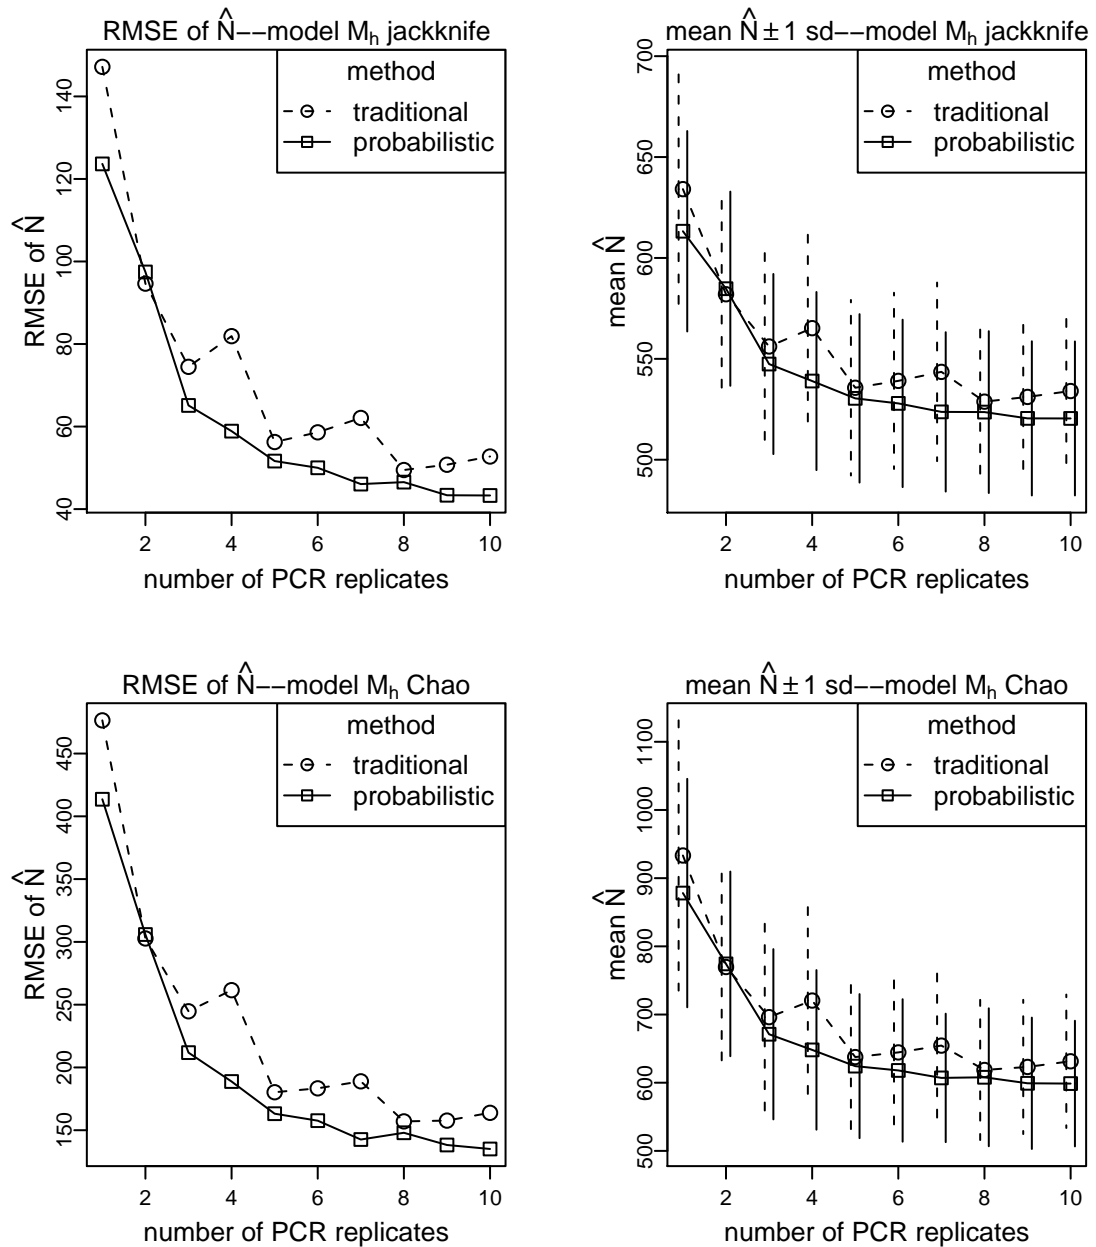 RMSE of N̂−−model Mₕ jackknife
method
traditional
probabilistic
RMSE of N̂
40 60 80 100 120 140
2 4 6 8 10
number of PCR replicates
mean N̂ ± 1 sd−−model Mₕ jackknife
method
traditional
probabilistic
mean N̂
500 550 600 650 700
2 4 6 8 10
number of PCR replicates
RMSE of N̂−−model Mₕ Chao
method
traditional
probabilistic
RMSE of N̂
150 200 250 300 350 400 450
2 4 6 8 10
number of PCR replicates
mean N̂ ± 1 sd−−model Mₕ Chao
method
traditional
probabilistic
mean N̂
500 600 700 800 900 1000 1100
2 4 6 8 10
number of PCR replicates